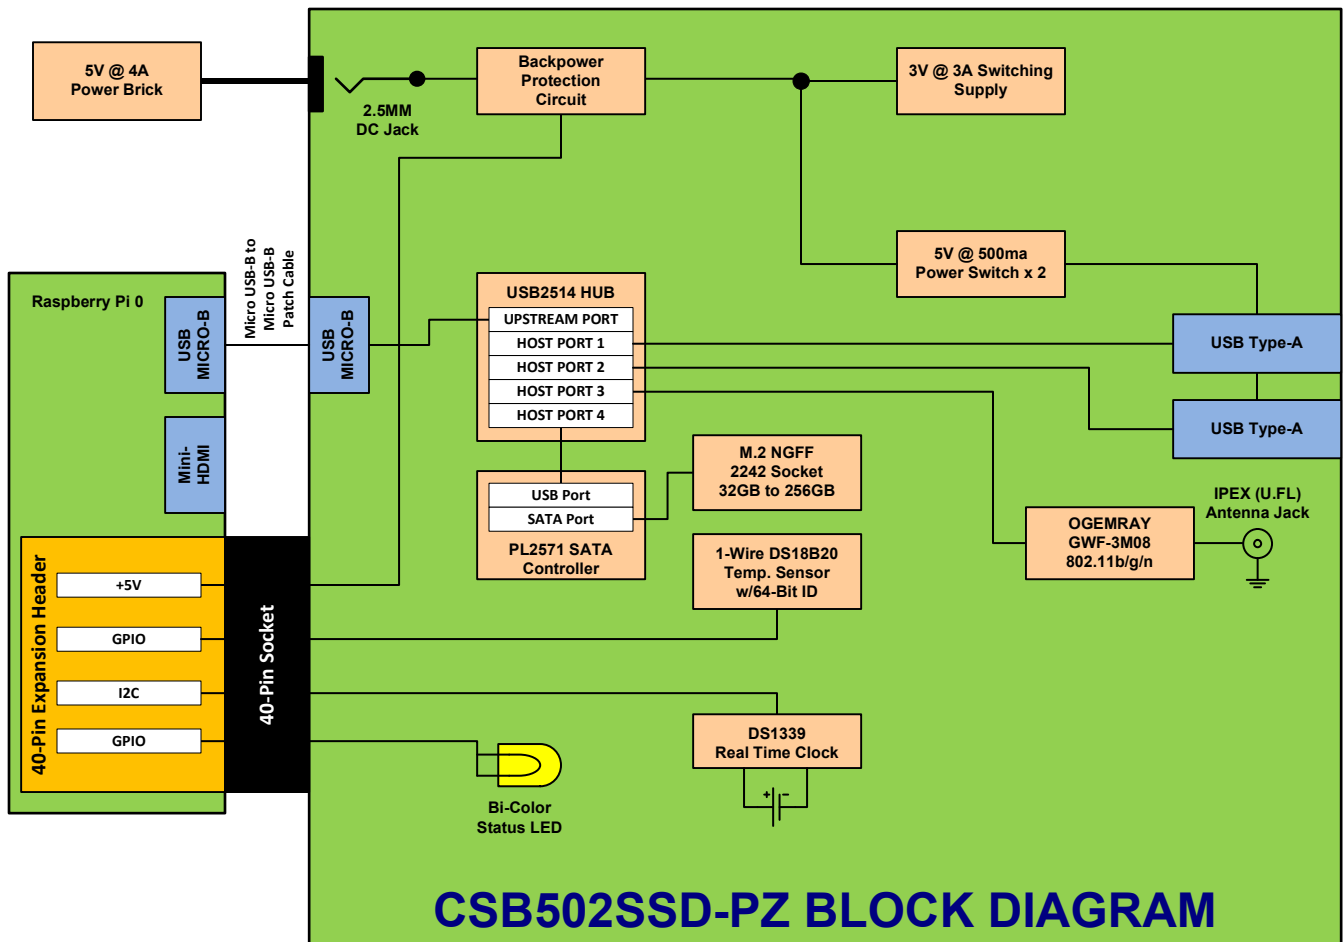 5V @ 4A
Power Brick
2.5MM
DC Jack
Backpower
Protection
Circuit
3V @ 3A Switching
Supply
5V @ 500ma
Power Switch x 2
Raspberry Pi 0
USB
MICRO-B
Micro USB-B to
Micro USB-B
Patch Cable
USB
MICRO-B
USB2514 HUB
UPSTREAM PORT
HOST PORT 1
HOST PORT 2
HOST PORT 3
HOST PORT 4
USB Type-A
USB Type-A
Mini-
HDMI
M.2 NGFF
2242 Socket
32GB to 256GB
USB Port
SATA Port
PL2571 SATA
Controller
IPEX (U.FL)
Antenna Jack
OGEMRAY
GWF-3M08
802.11b/g/n
1-Wire DS18B20
Temp. Sensor
w/64-Bit ID
40-Pin Expansion Header
+5V
GPIO
I2C
GPIO
40-Pin Socket
DS1339
Real Time Clock
+ -
Bi-Color
Status LED
CSB502SSD-PZ BLOCK DIAGRAM